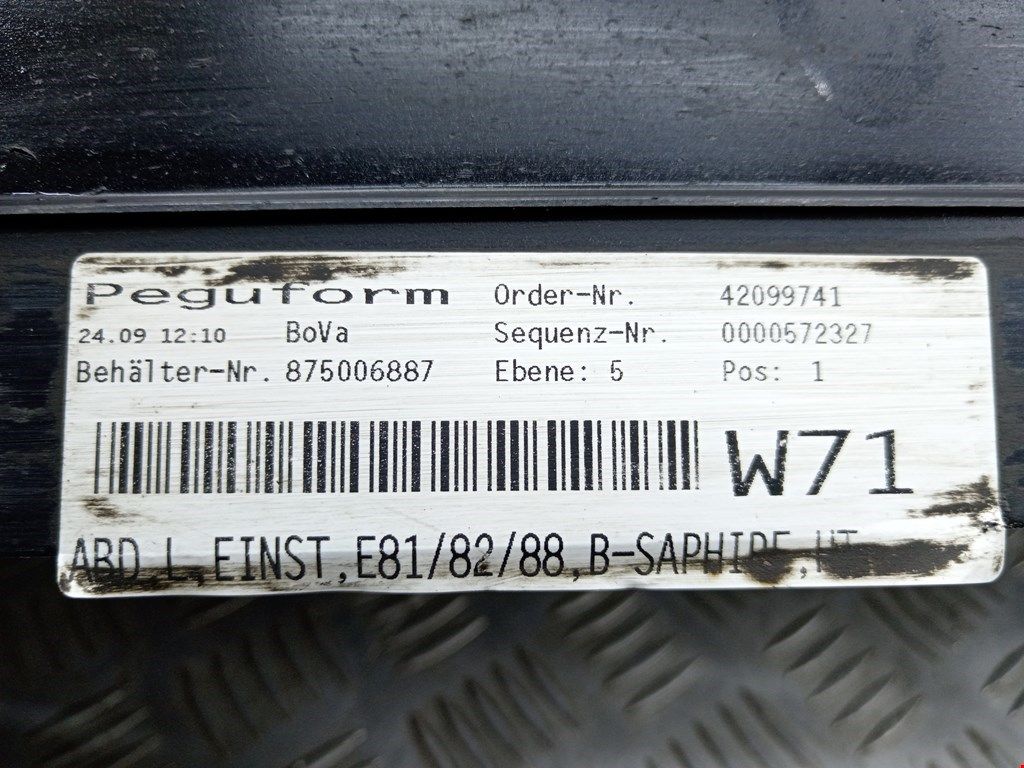 Peguform Order-Nr. 42099741
24.09 12:10 BoVa Sequenz-Nr. 0000572327
Behälter-Nr. 875006887 Ebene: 5 Pos: 1
W71
ABD L,EINST,E81/82/88,B-SAPHIRE,HT